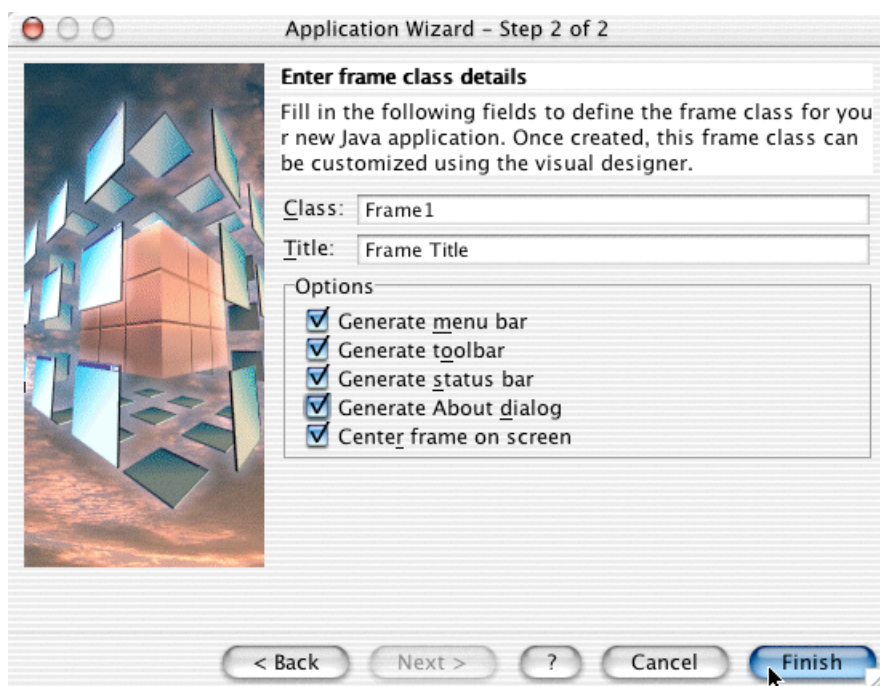 Application Wizard – Step 2 of 2
Enter frame class details
Fill in the following fields to define the frame class for you
r new Java application. Once created, this frame class can
be customized using the visual designer.
Class: Frame1
Title: Frame Title
Options
Generate menu bar
Generate toolbar
Generate status bar
Generate About dialog
Center frame on screen
< Back Next > ? Cancel Finish